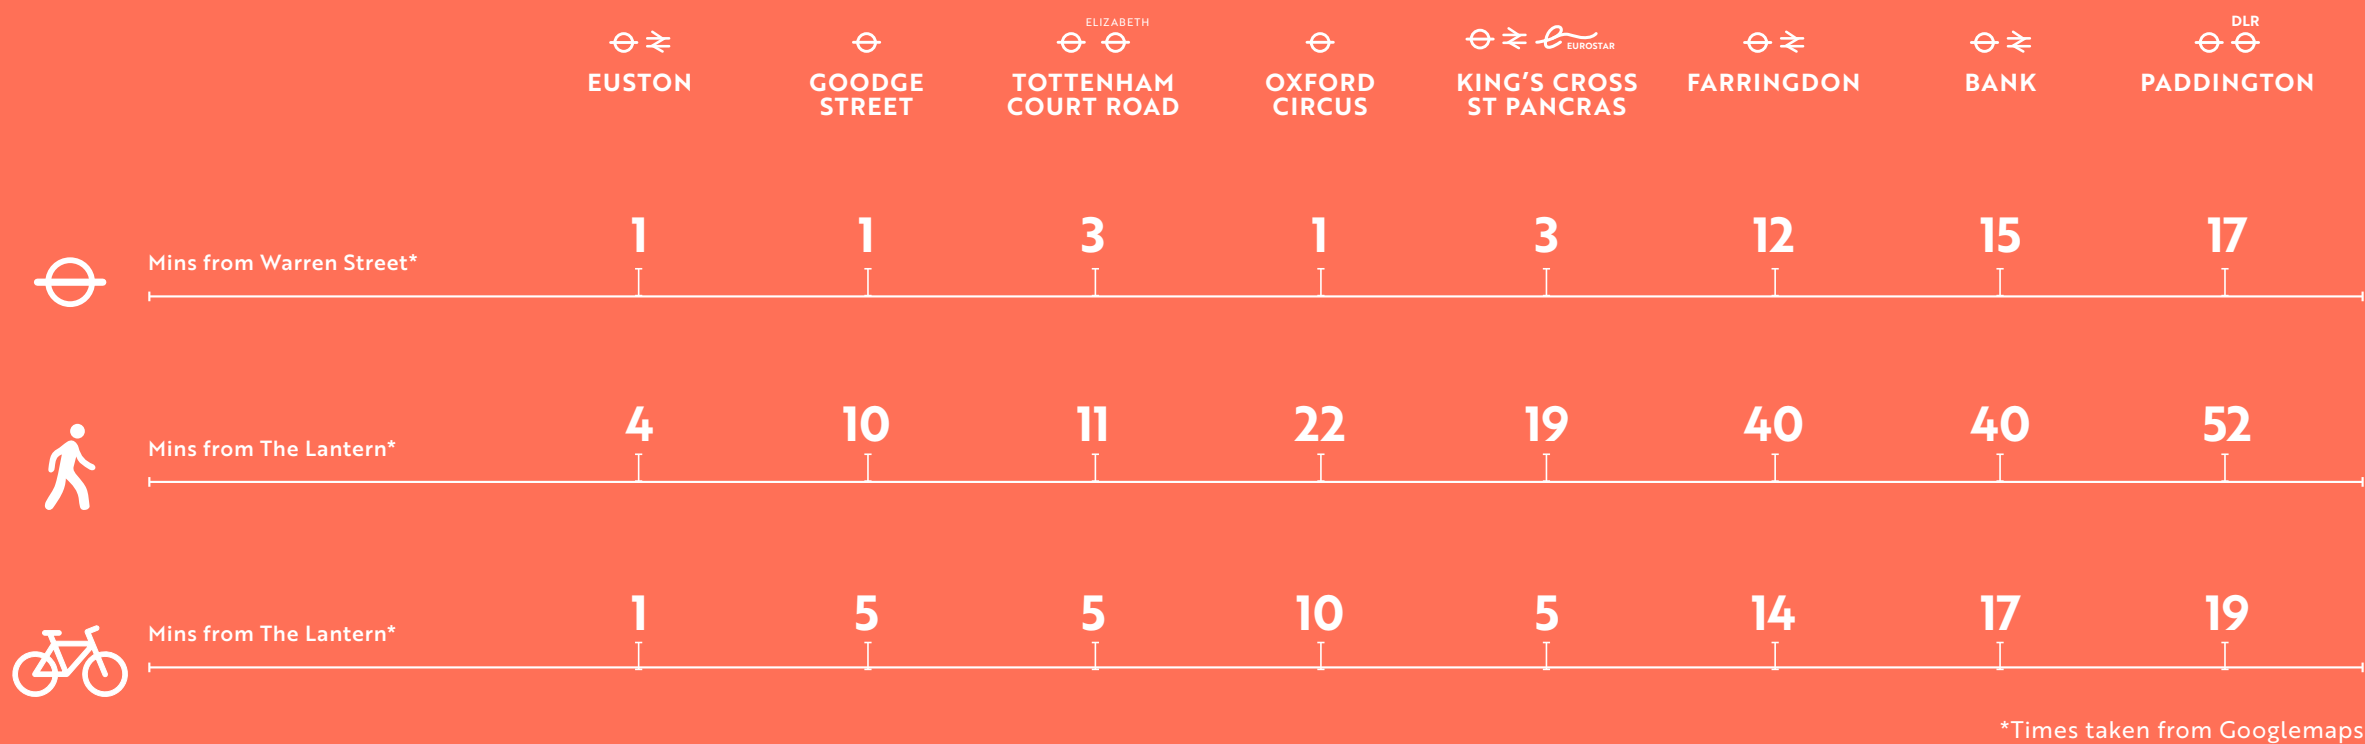 ELIZABETH
EUROSTAR
DLR
EUSTON
GOODGE
STREET
TOTTENHAM
COURT ROAD
OXFORD
CIRCUS
KING'S CROSS
ST PANCRAS
FARRINGDON
BANK
PADDINGTON
Mins from Warren Street*
1 1 3 1 3 12 15 17
Mins from The Lantern*
4 10 11 22 19 40 40 52
Mins from The Lantern*
1 5 5 10 5 14 17 19
*Times taken from Googlemaps